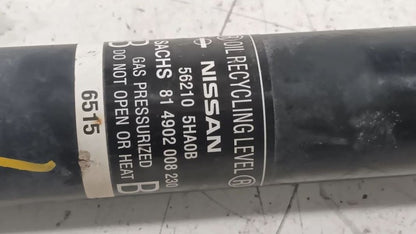 Ⓑ OIL RECYCLING LEVEL Ⓑ
NISSAN
56210 5HA0B
SACHS 81 4902 008 230
B GAS PRESSURIZED B
DO NOT OPEN OR HEAT
6515